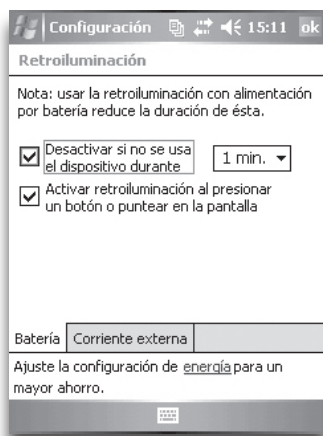 Configuración 15:11 ok
Retroiluminación
Nota: usar la retroiluminación con alimentación
por batería reduce la duración de ésta.
Desactivar si no se usa
el dispositivo durante
1 min.
Activar retroiluminación al presionar
un botón o puntear en la pantalla
Batería Corriente externa
Ajuste la configuración de energía para un
mayor ahorro.